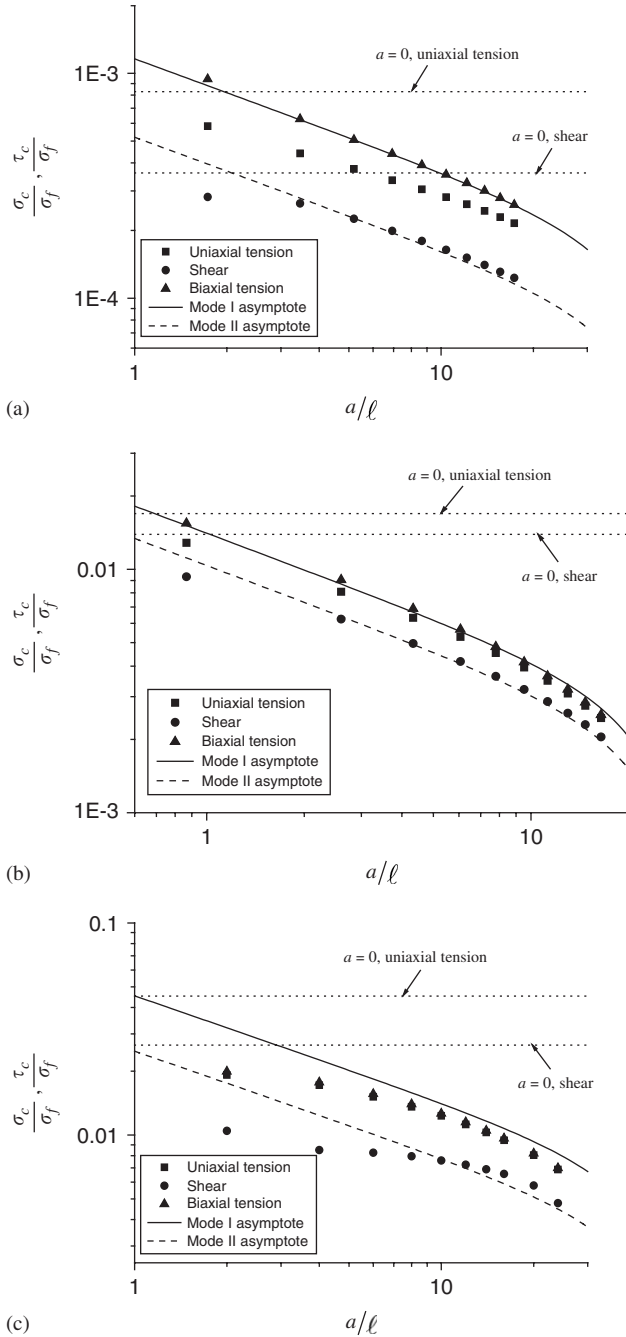 a = 0, uniaxial tension
1E-3
a = 0, shear
σc/σf, τc/σf
Uniaxial tension
Shear
Biaxial tension
Mode I asymptote
Mode II asymptote
1E-4
1 10
(a) a/ℓ
a = 0, uniaxial tension
0.01
a = 0, shear
σc/σf, τc/σf
Uniaxial tension
Shear
Biaxial tension
Mode I asymptote
Mode II asymptote
1E-3
1 10
(b) a/ℓ
0.1
a = 0, uniaxial tension
a = 0, shear
σc/σf, τc/σf
0.01
Uniaxial tension
Shear
Biaxial tension
Mode I asymptote
Mode II asymptote
1 10
(c) a/ℓ